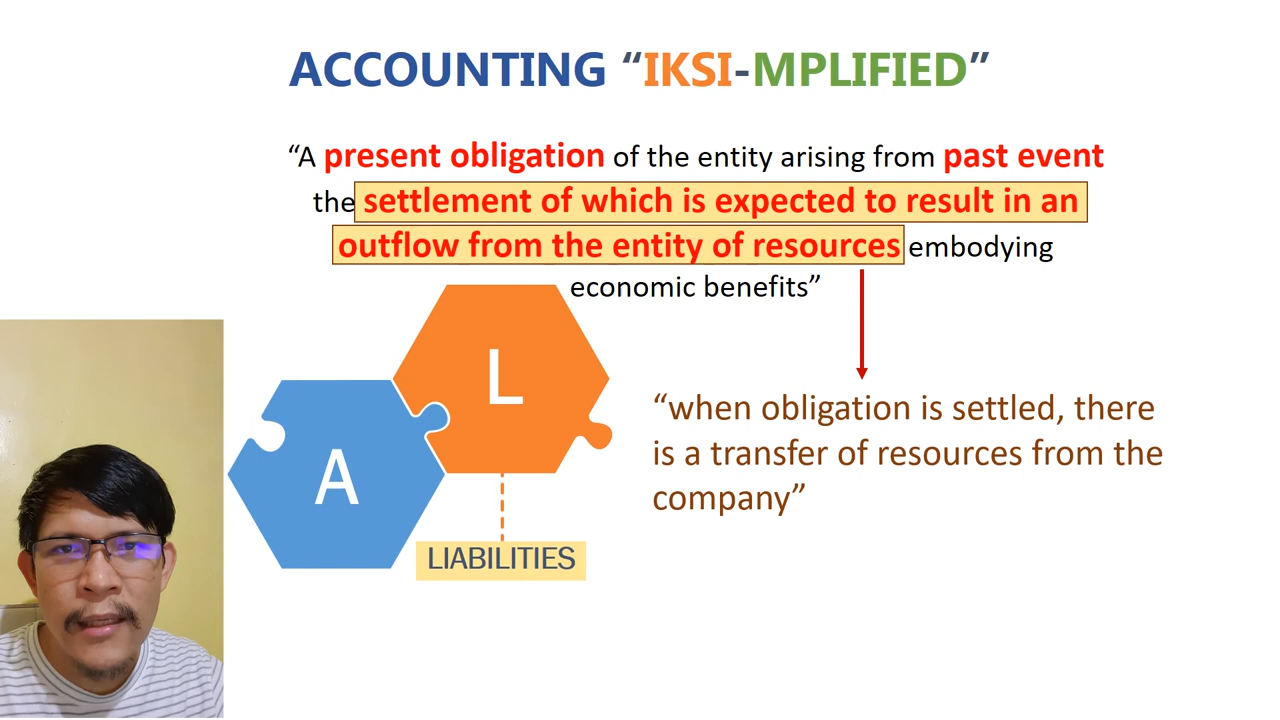 ACCOUNTING “IKSI-MPLIFIED”
“A present obligation of the entity arising from past event
the settlement of which is expected to result in an
outflow from the entity of resources embodying
economic benefits”
L
A
“when obligation is settled, there
is a transfer of resources from the
company”
LIABILITIES